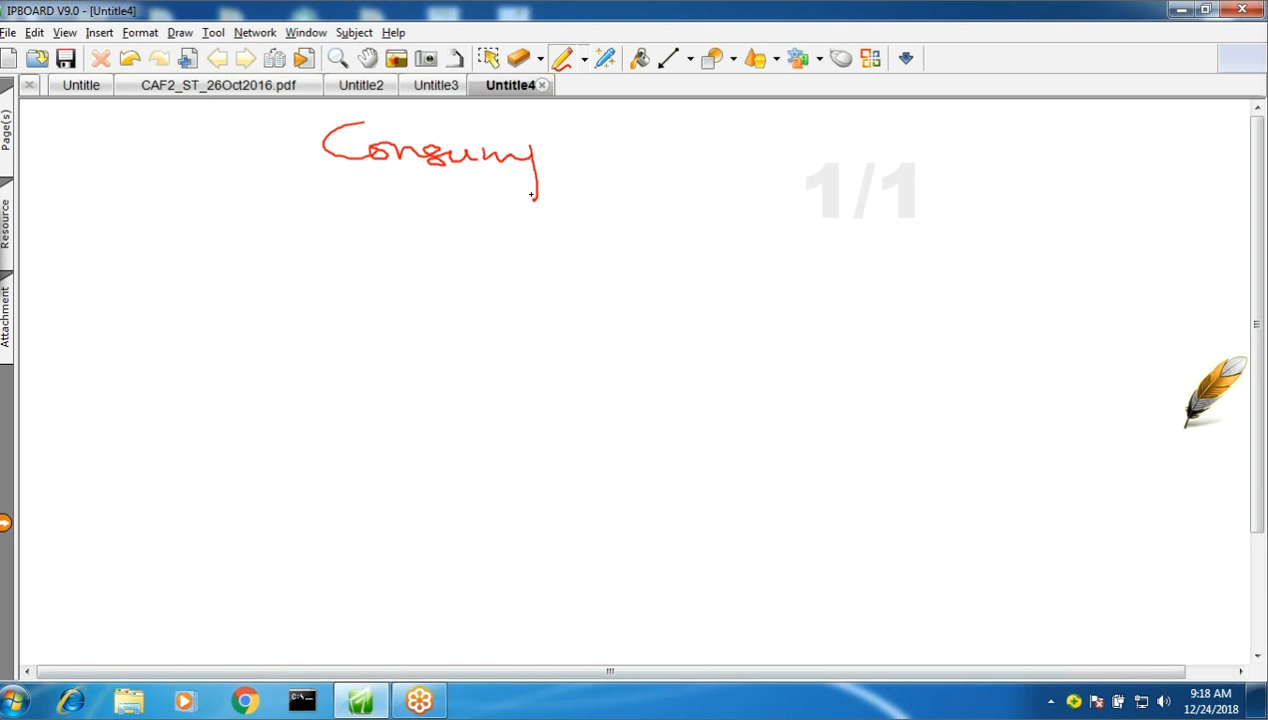 IPBOARD V9.0 - [Untitle4]
File Edit View Insert Format Draw Tool Network Window Subject Help
Untitle CAF2_ST_26Oct2016.pdf Untitle2 Untitle3 Untitle4
Page(s)
Resource
Attachment
Consum
1/1
9:18 AM
12/24/2018